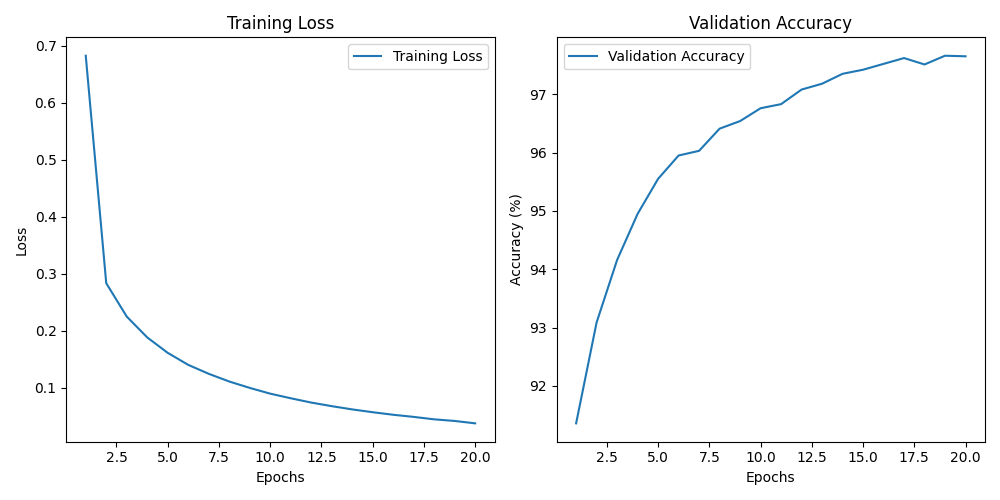 Training Loss
Training Loss
0.7
0.6
0.5
0.4
0.3
0.2
0.1
Loss
2.5 5.0 7.5 10.0 12.5 15.0 17.5 20.0
Epochs
Validation Accuracy
Validation Accuracy
97
96
95
94
93
92
Accuracy (%)
2.5 5.0 7.5 10.0 12.5 15.0 17.5 20.0
Epochs